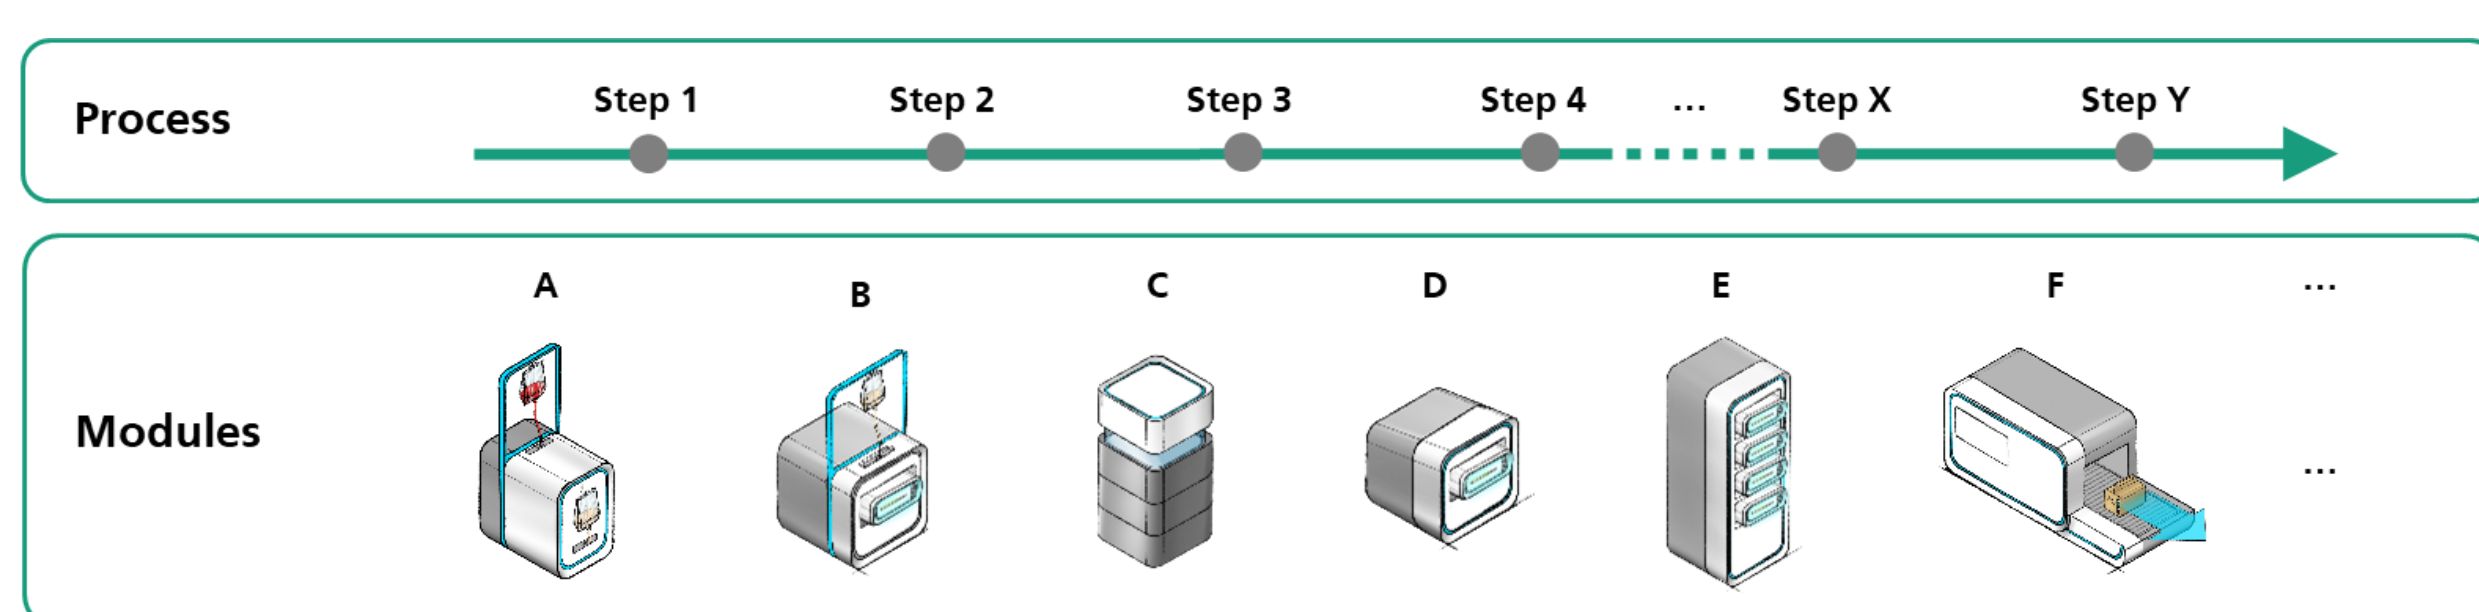 Process
Step 1
Step 2
Step 3
Step 4
...
Step X
Step Y
Modules
A
B
C
D
E
F
...
...